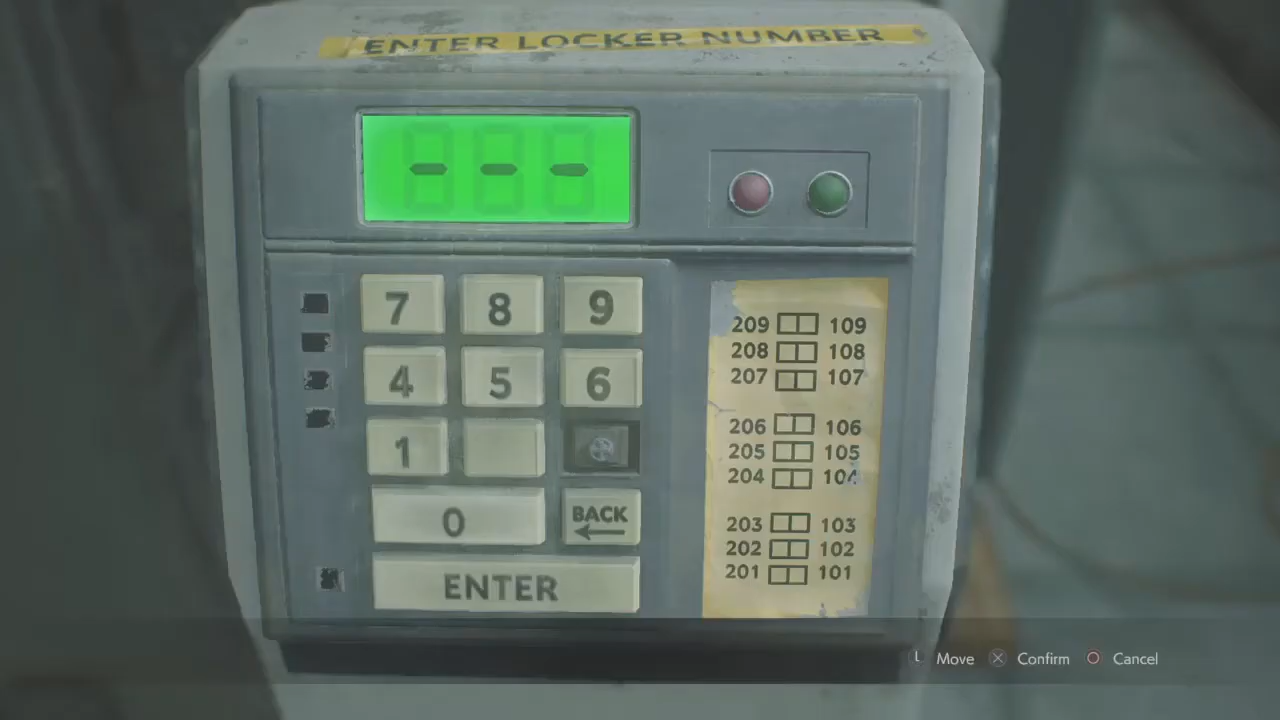 ENTER LOCKER NUMBER
- - -
7 8 9
4 5 6
1
0 BACK
ENTER
209 109
208 108
207 107
206 106
205 105
204 104
203 103
202 102
201 101
L Move X Confirm O Cancel